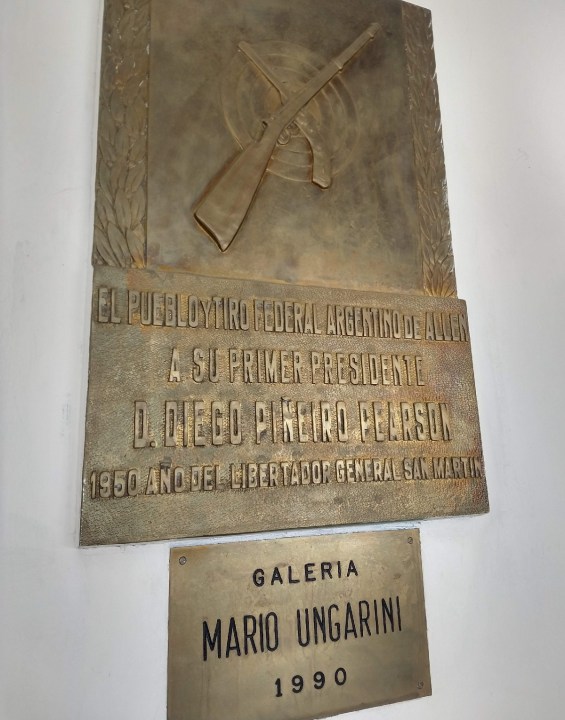 EL PUEBLO Y TIRO FEDERAL ARGENTINO DE ALLEN
A SU PRIMER PRESIDENTE
D. DIEGO PIÑEIRO PEARSON
1950 AÑO DEL LIBERTADOR GENERAL SAN MARTIN
GALERIA
MARIO UNGARINI
1990